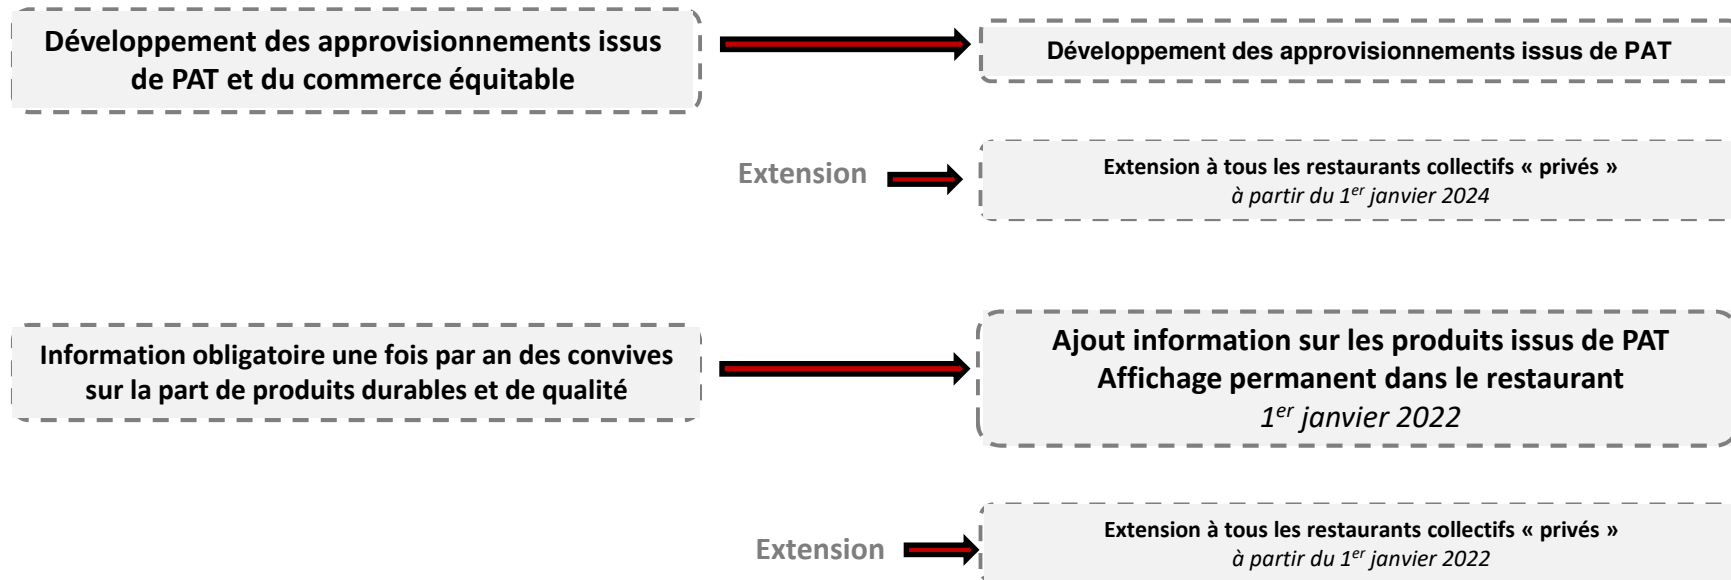 Développement des approvisionnements issus
de PAT et du commerce équitable
Développement des approvisionnements issus de PAT
Extension
Extension à tous les restaurants collectifs « privés »
à partir du 1er janvier 2024
Information obligatoire une fois par an des convives
sur la part de produits durables et de qualité
Ajout information sur les produits issus de PAT
Affichage permanent dans le restaurant
1er janvier 2022
Extension
Extension à tous les restaurants collectifs « privés »
à partir du 1er janvier 2022